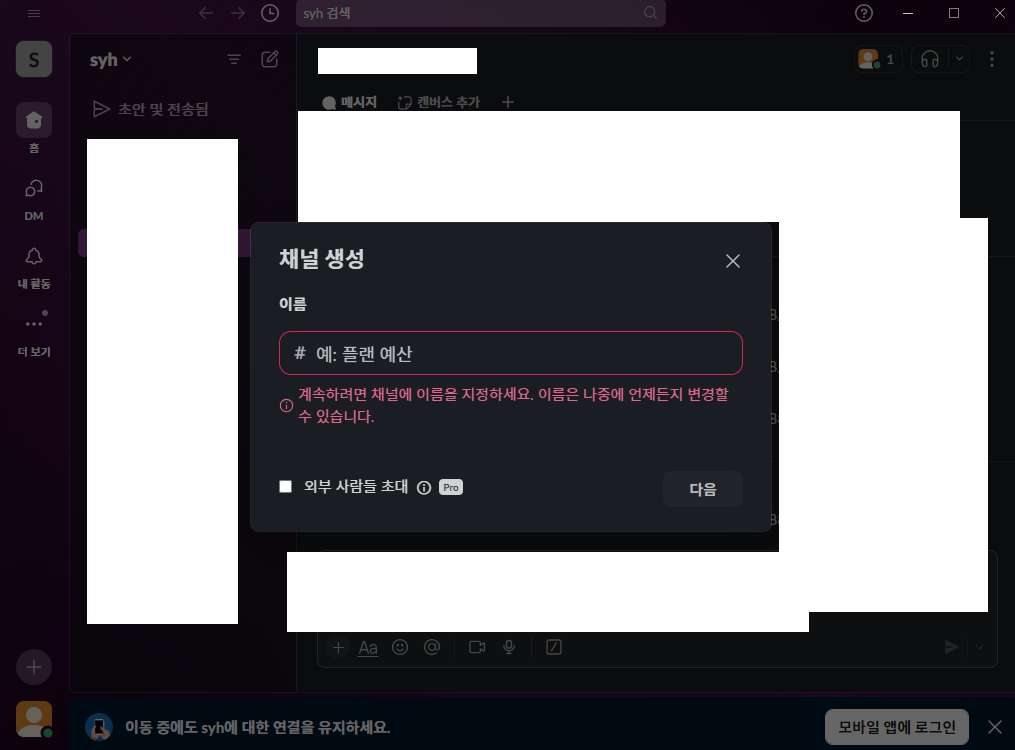 syh 검색
S
syh
1
초안 및 전송됨
메시지
캔버스 추가
홈
DM
내 활동
더 보기
채널 생성
이름
# 예: 플랜 예산
계속하려면 채널에 이름을 지정하세요. 이름은 나중에 언제든지 변경할
수 있습니다.
외부 사람들 초대 Pro
다음
Aa
이동 중에도 syh에 대한 연결을 유지하세요.
모바일 앱에 로그인